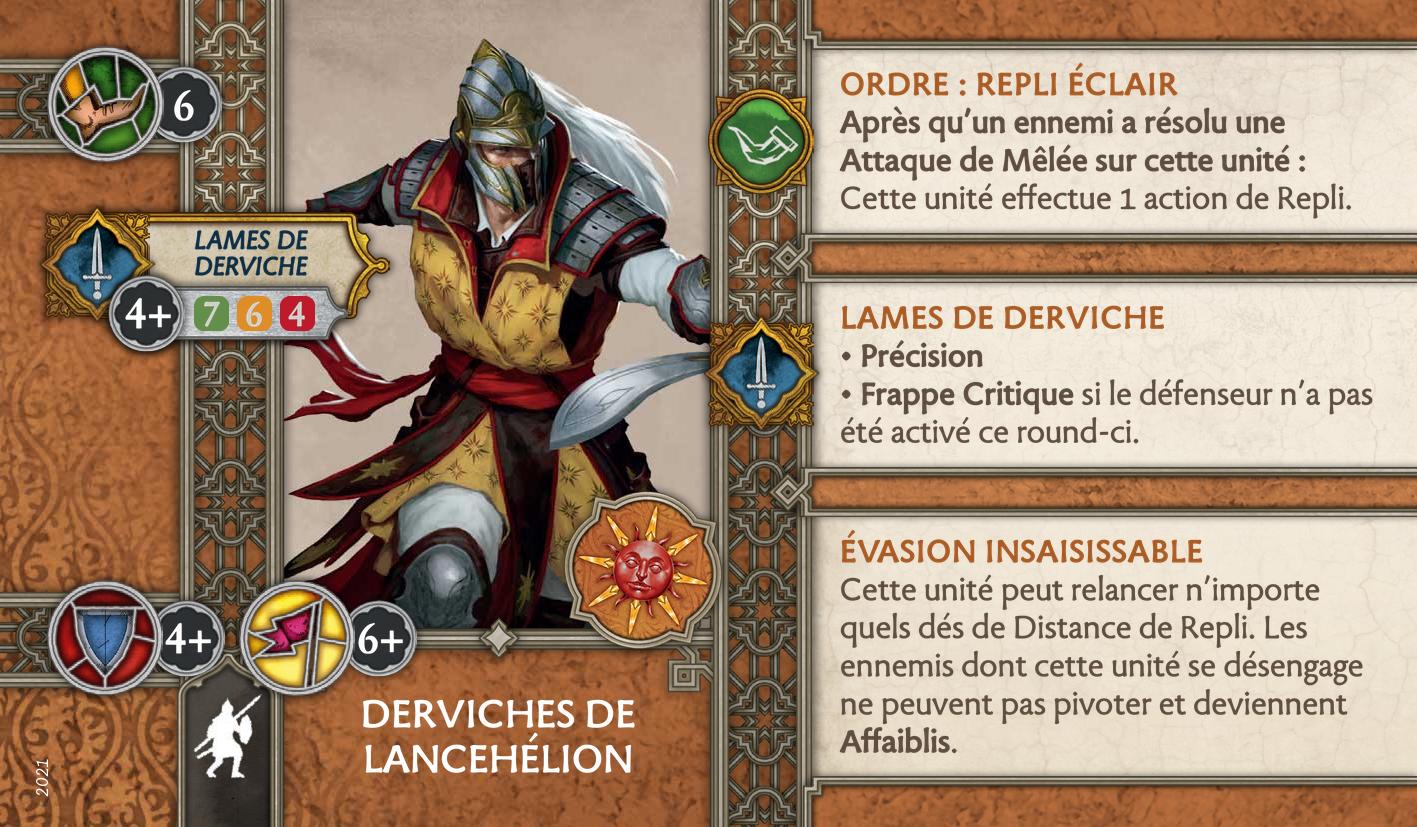 6
LAMES DE
DERVICHE
4+ 7 6 4
4+ 6+
DERVICHES DE
LANCEHÉLION
2021
ORDRE : REPLI ÉCLAIR
Après qu’un ennemi a résolu une
Attaque de Mêlée sur cette unité :
Cette unité effectue 1 action de Repli.
LAMES DE DERVICHE
• Précision
• Frappe Critique si le défenseur n’a pas
été activé ce round-ci.
ÉVASION INSAISISSABLE
Cette unité peut relancer n’importe
quels dés de Distance de Repli. Les
ennemis dont cette unité se désengage
ne peuvent pas pivoter et deviennent
Affaiblis.